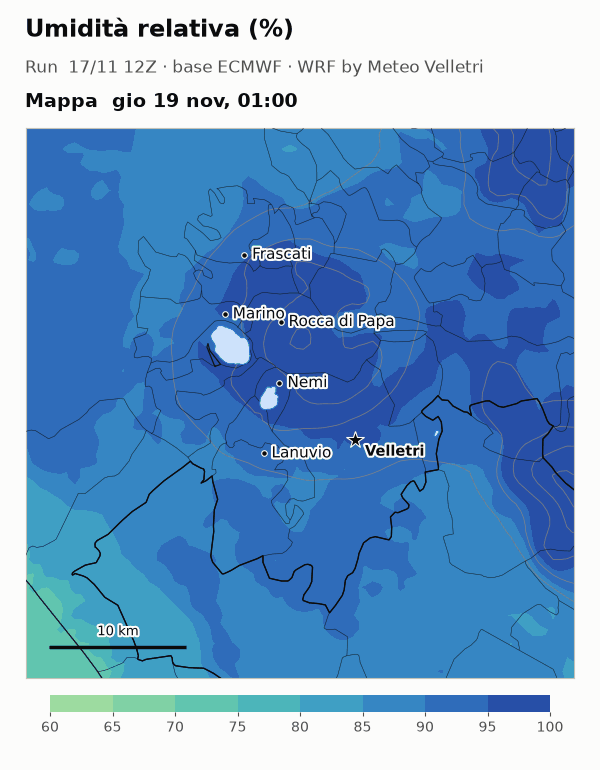 Umidità relativa (%)
Run  17/11 12Z · base ECMWF · WRF by Meteo Velletri
Mappa  gio 19 nov, 01:00
Frascati
Marino
Rocca di Papa
Nemi
Velletri
Lanuvio
10 km
60 65 70 75 80 85 90 95 100